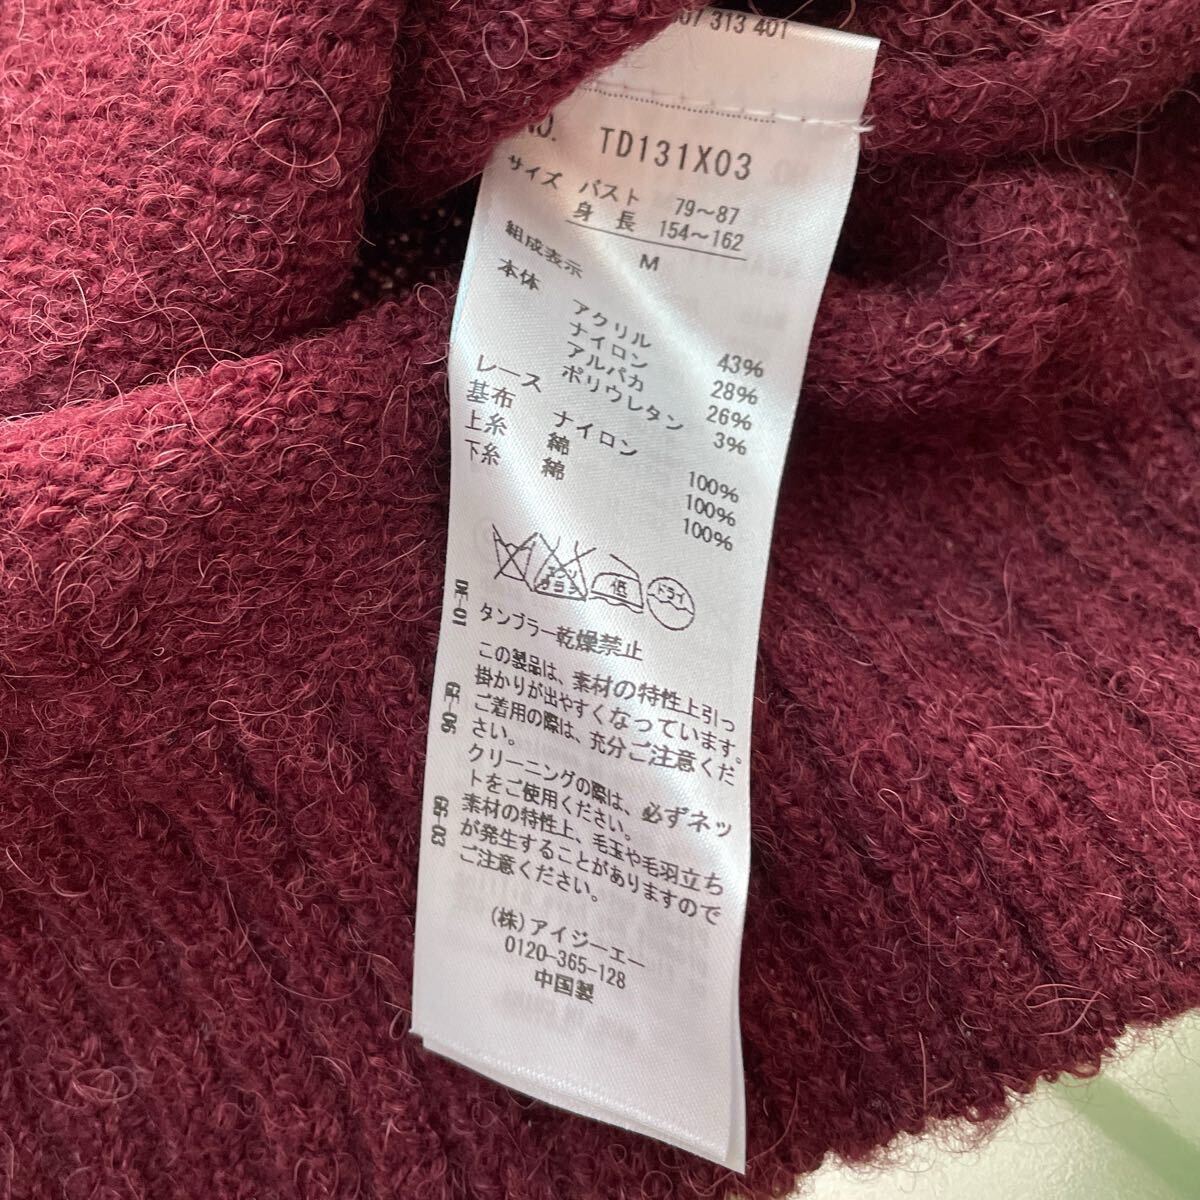 313 401
NO. TD131X03
サイズ バスト 79～87
身 長 154～162
M
組成表示
本体
アクリル 43%
ナイロン 28%
アルパカ 26%
ポリウレタン 3%
レース
基布 ナイロン 100%
上糸 綿 100%
下糸 綿 100%
エンソ
サラシ
低
ドライ
タンブラー乾燥禁止
この製品は、素材の特性上引っ
掛かりが出やすくなっています。
ご着用の際は、充分ご注意くだ
さい。
クリーニングの際は、必ずネッ
トをご使用ください。
素材の特性上、毛玉や毛羽立ち
が発生することがありますので
ご注意ください。
(株)アイジーエー
0120-365-128
中国製